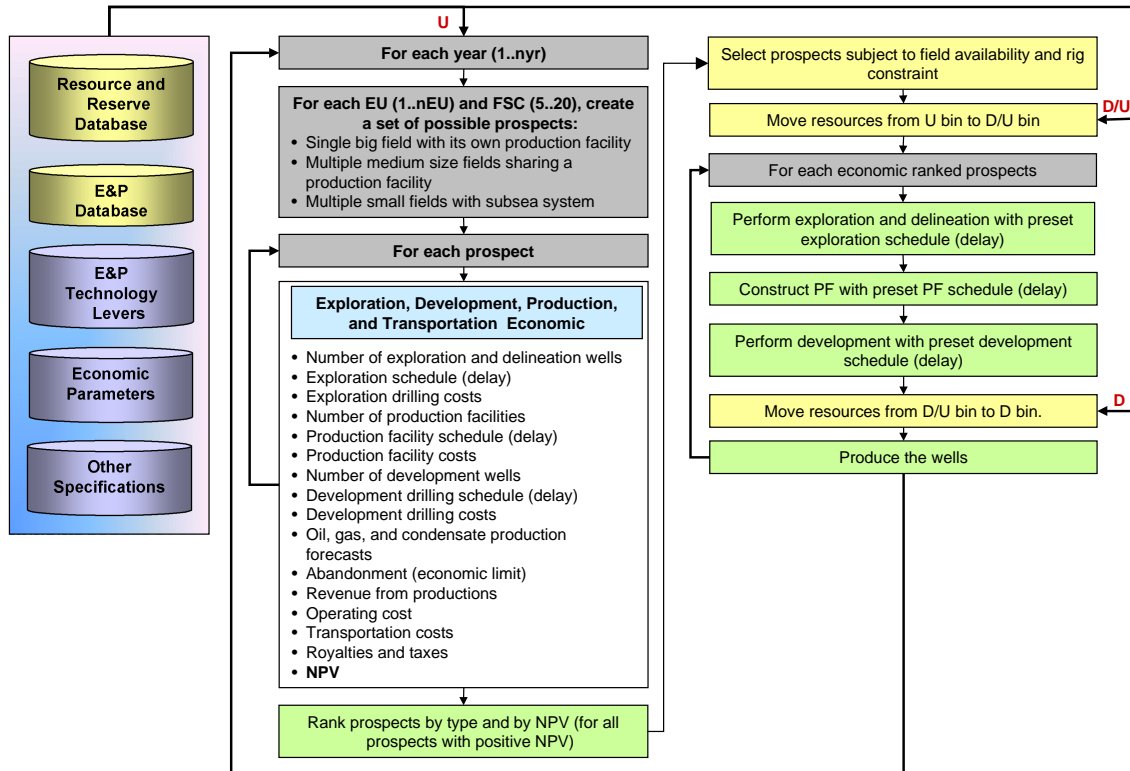 U
Resource and
Reserve
Database
E&P
Database
E&P
Technology
Levers
Economic
Parameters
Other
Specifications
For each year (1..nyr)
For each EU (1..nEU) and FSC (5..20), create
a set of possible prospects:
• Single big field with its own production facility
• Multiple medium size fields sharing a
production facility
• Multiple small fields with subsea system
For each prospect
Exploration, Development, Production,
and Transportation Economic
• Number of exploration and delineation wells
• Exploration schedule (delay)
• Exploration drilling costs
• Number of production facilities
• Production facility schedule (delay)
• Production facility costs
• Number of development wells
• Development drilling schedule (delay)
• Development drilling costs
• Oil, gas, and condensate production
forecasts
• Abandonment (economic limit)
• Revenue from productions
• Operating cost
• Transportation costs
• Royalties and taxes
• NPV
Rank prospects by type and by NPV (for all
prospects with positive NPV)
Select prospects subject to field availability and rig
constraint
D/U
Move resources from U bin to D/U bin
For each economic ranked prospects
Perform exploration and delineation with preset
exploration schedule (delay)
Construct PF with preset PF schedule (delay)
Perform development with preset development
schedule (delay)
D
Move resources from D/U bin to D bin.
Produce the wells